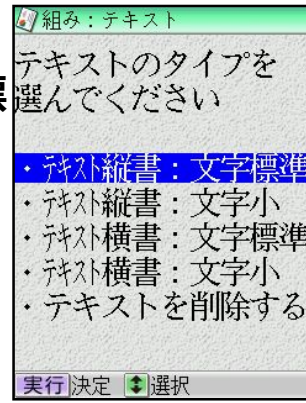 組み：テキスト
テキストのタイプを
選んでください
・ﾃｷｽﾄ縦書：文字標準
・ﾃｷｽﾄ縦書：文字小
・ﾃｷｽﾄ横書：文字標準
・ﾃｷｽﾄ横書：文字小
・テキストを削除する
実行決定 選択
標